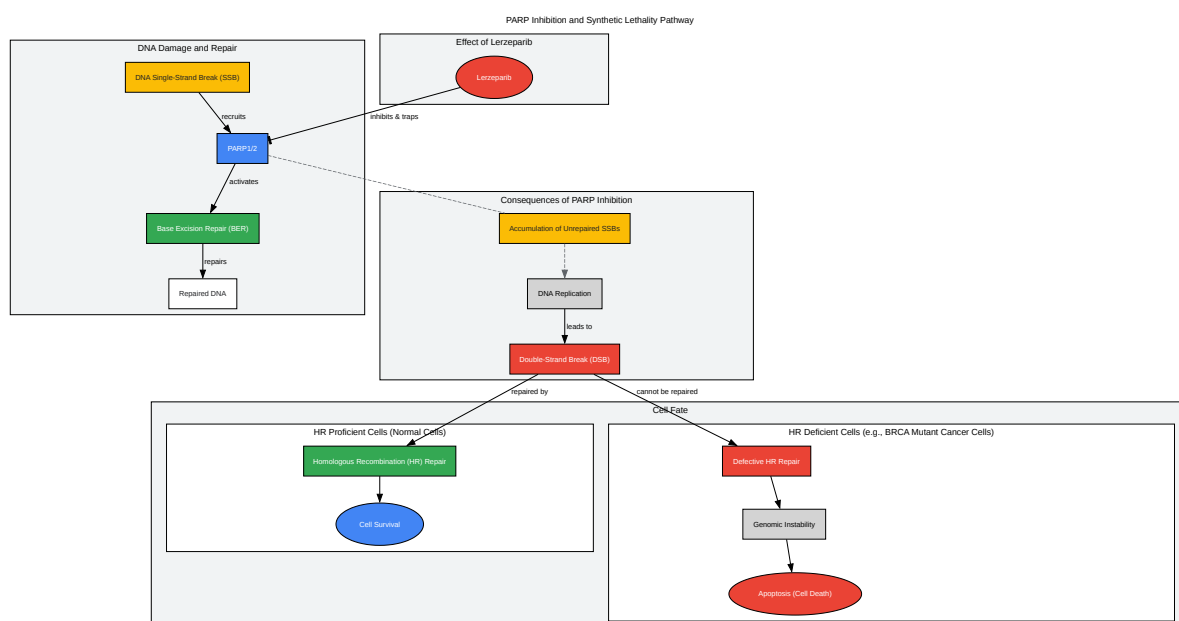 PARP Inhibition and Synthetic Lethality Pathway
DNA Damage and Repair
DNA Single-Strand Break (SSB)
recruits
PARP1/2
activates
Base Excision Repair (BER)
repairs
Repaired DNA
Effect of Lerzeparib
Lerzeparib
inhibits & traps
Consequences of PARP Inhibition
Accumulation of Unrepaired SSBs
DNA Replication
leads to
Double-Strand Break (DSB)
repaired by
cannot be repaired
Cell Fate
HR Proficient Cells (Normal Cells)
Homologous Recombination (HR) Repair
Cell Survival
HR Deficient Cells (e.g., BRCA Mutant Cancer Cells)
Defective HR Repair
Genomic Instability
Apoptosis (Cell Death)